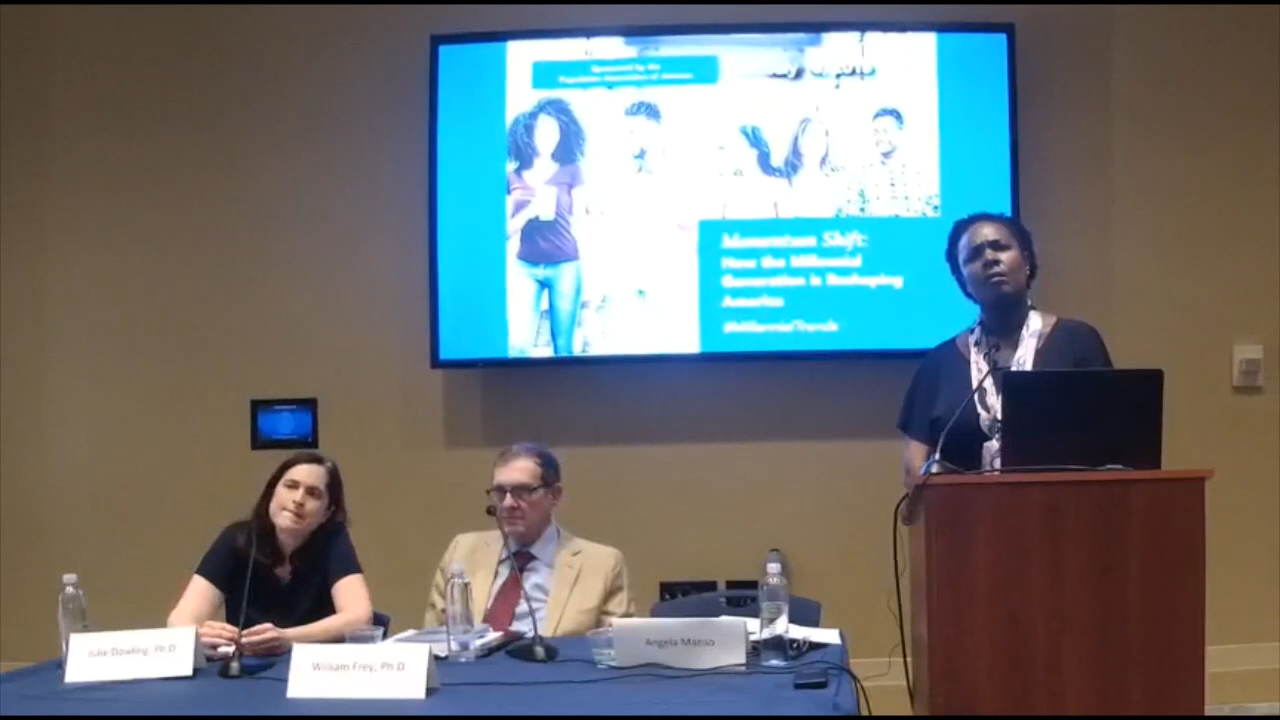 Sponsored by the
Population Association of America
Momentum Shift:
How the Millennial
Generation is Reshaping
America
#MillennialTrends
Julie Dowling, Ph.D
William Frey, Ph.D
Angela Manso